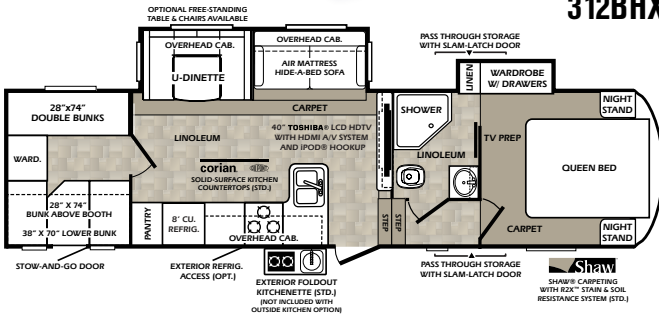 312BHX
OPTIONAL FREE-STANDING
TABLE & CHAIRS AVAILABLE
PASS THROUGH STORAGE
WITH SLAM-LATCH DOOR
OVERHEAD CAB.
U-DINETTE
OVERHEAD CAB.
AIR MATTRESS
HIDE-A-BED SOFA
LINEN
WARDROBE
W/ DRAWERS
NIGHT
STAND
28"x74"
DOUBLE BUNKS
CARPET
SHOWER
LINOLEUM
40" TOSHIBA® LCD HDTV
WITH HDMI A/V SYSTEM
AND iPOD® HOOKUP
TV PREP
LINOLEUM
WARD.
corian.
SOLID-SURFACE KITCHEN
COUNTERTOPS (STD.)
QUEEN BED
28" X 74"
BUNK ABOVE BOOTH
38" X 70" LOWER BUNK
PANTRY
8' CU.
REFRIG.
OVERHEAD CAB.
STEP
STEP
CARPET
NIGHT
STAND
STOW-AND-GO DOOR
EXTERIOR REFRIG.
ACCESS (OPT.)
EXTERIOR FOLDOUT
KITCHENETTE (STD.)
(NOT INCLUDED WITH
OUTSIDE KITCHEN OPTION)
PASS THROUGH STORAGE
WITH SLAM-LATCH DOOR
Shaw
SHAW® CARPETING
WITH R2X™ STAIN & SOIL
RESISTANCE SYSTEM (STD.)